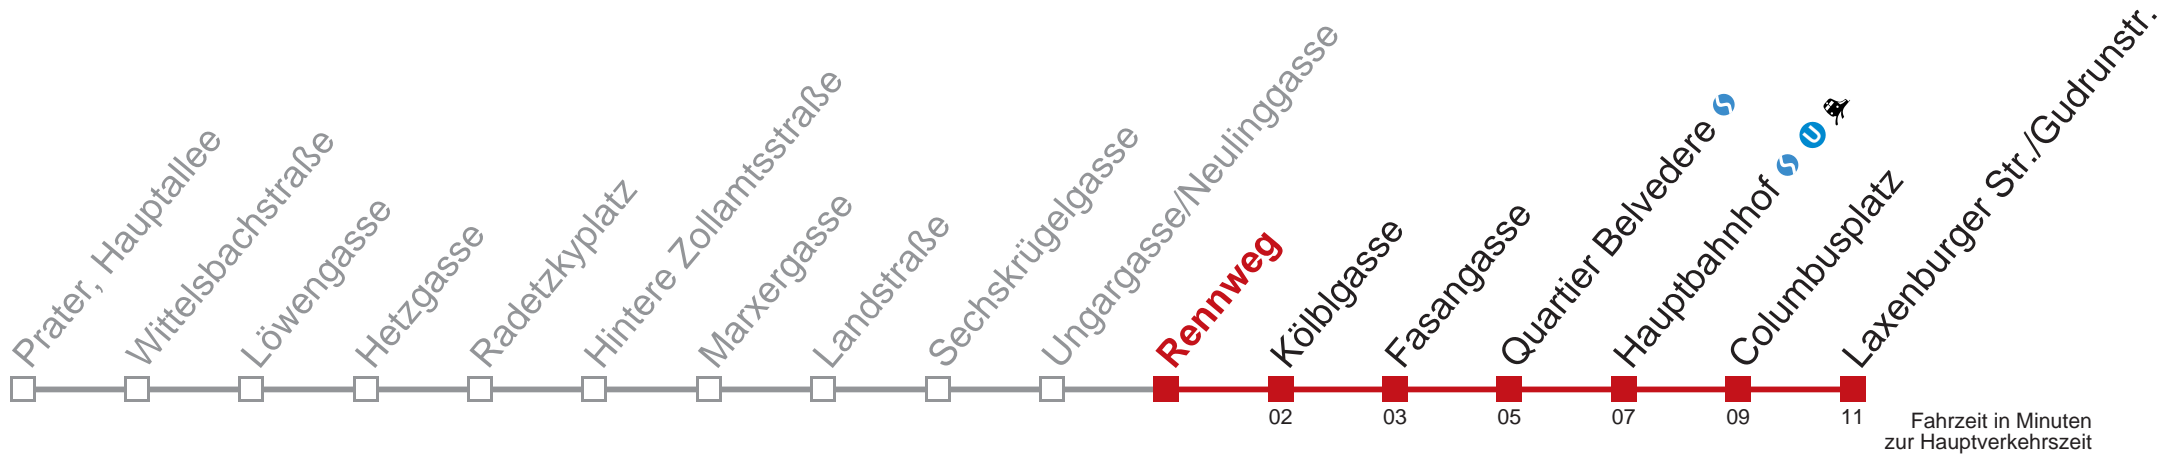 Prater, Hauptallee
Wittelsbachstraße
Löwengasse
Hetzgasse
Radetzkyplatz
Hintere Zollamtsstraße
Marxergasse
Landstraße
Sechskrügelgasse
Ungargasse/Neulinggasse
Rennweg
Kölblgasse
Fasangasse
Quartier Belvedere S
Hauptbahnhof S U
Columbusplatz
Laxenburger Str./Gudrunstr.
02
03
05
07
09
11
Fahrzeit in Minuten
zur Hauptverkehrszeit